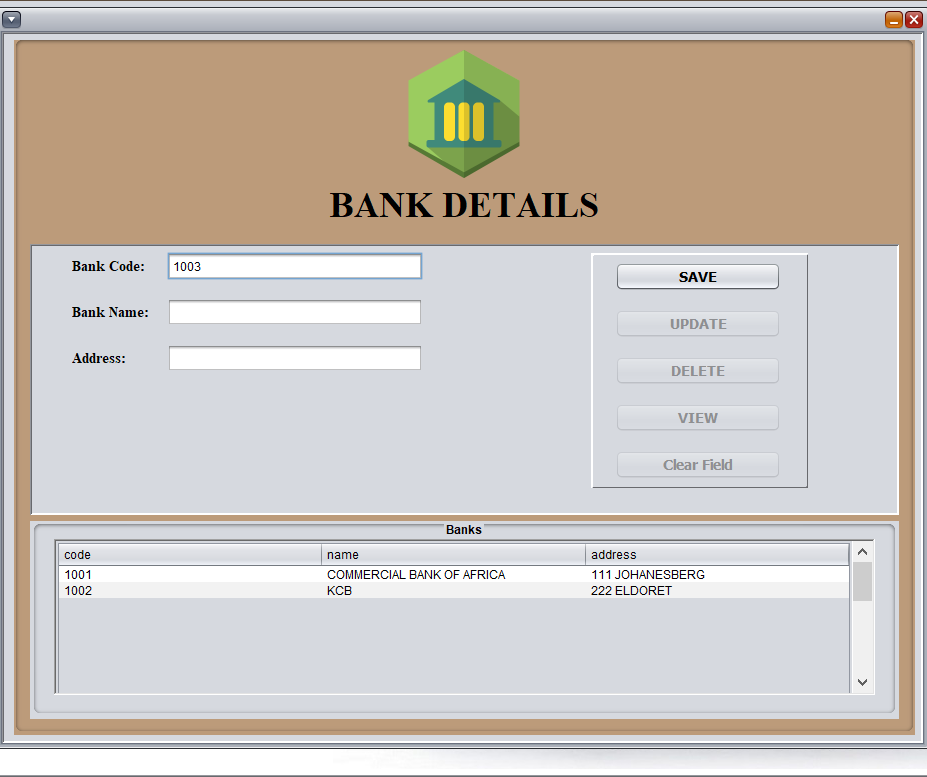 BANK DETAILS
Bank Code: 1003
Bank Name:
Address:
SAVE
UPDATE
DELETE
VIEW
Clear Field
Banks
code name address
1001 COMMERCIAL BANK OF AFRICA 111 JOHANESBERG
1002 KCB 222 ELDORET